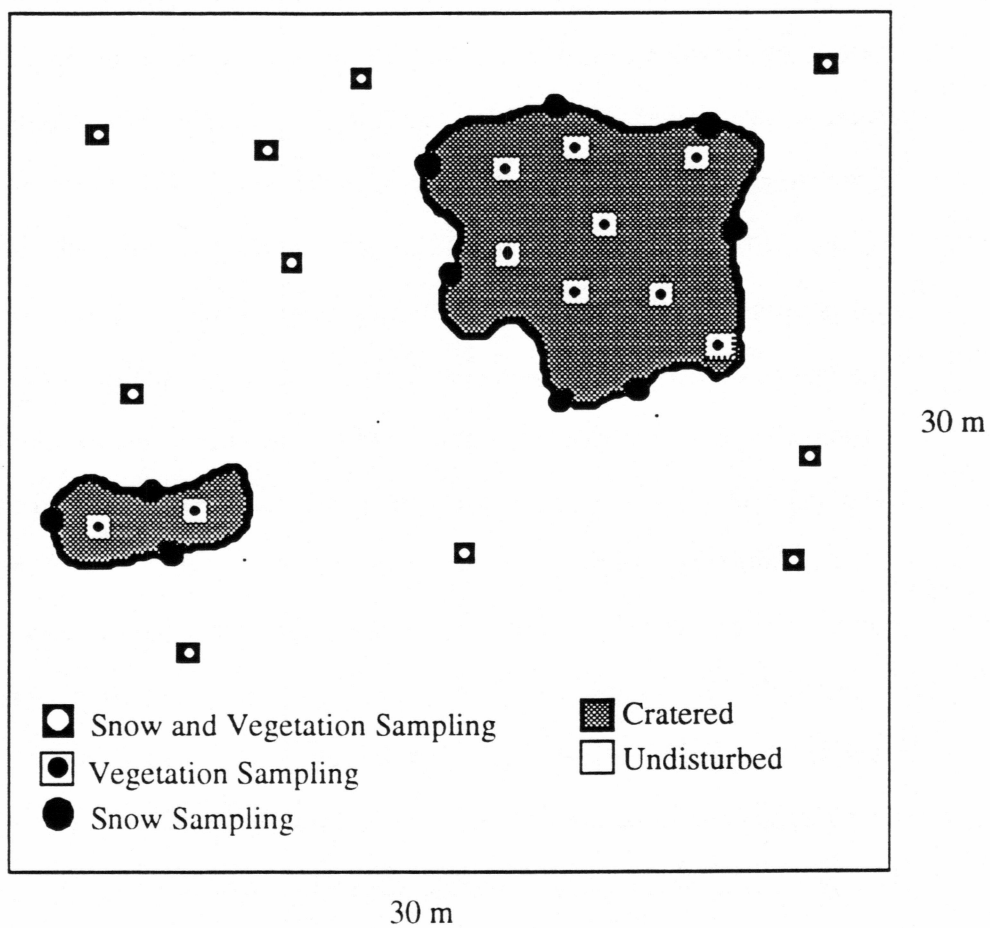 30 m
Snow and Vegetation Sampling
Vegetation Sampling
Snow Sampling
Cratered
Undisturbed
30 m